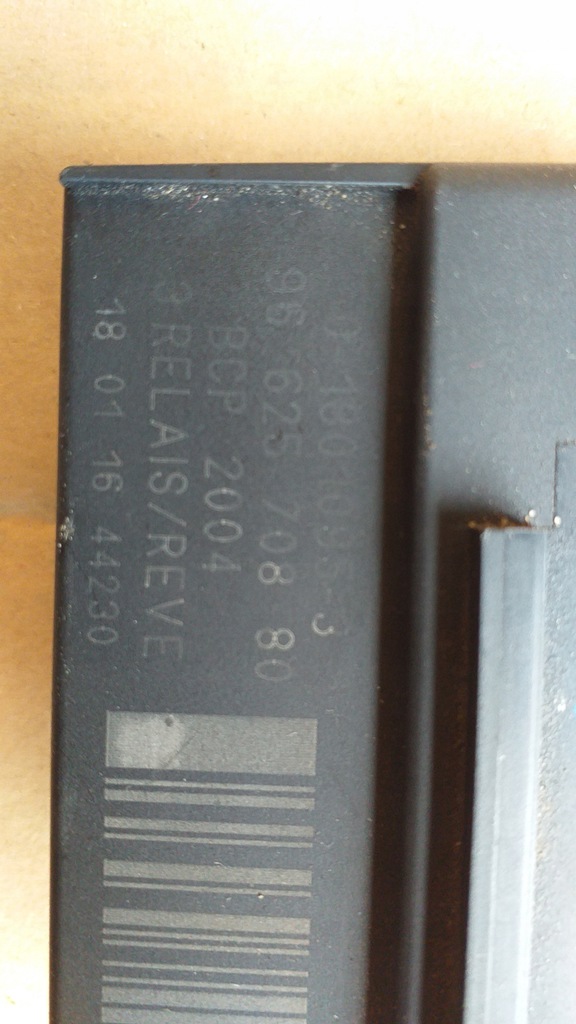 96 625 708 80
BCP 2004
3 RELAIS/REVE
18 01 16 44230